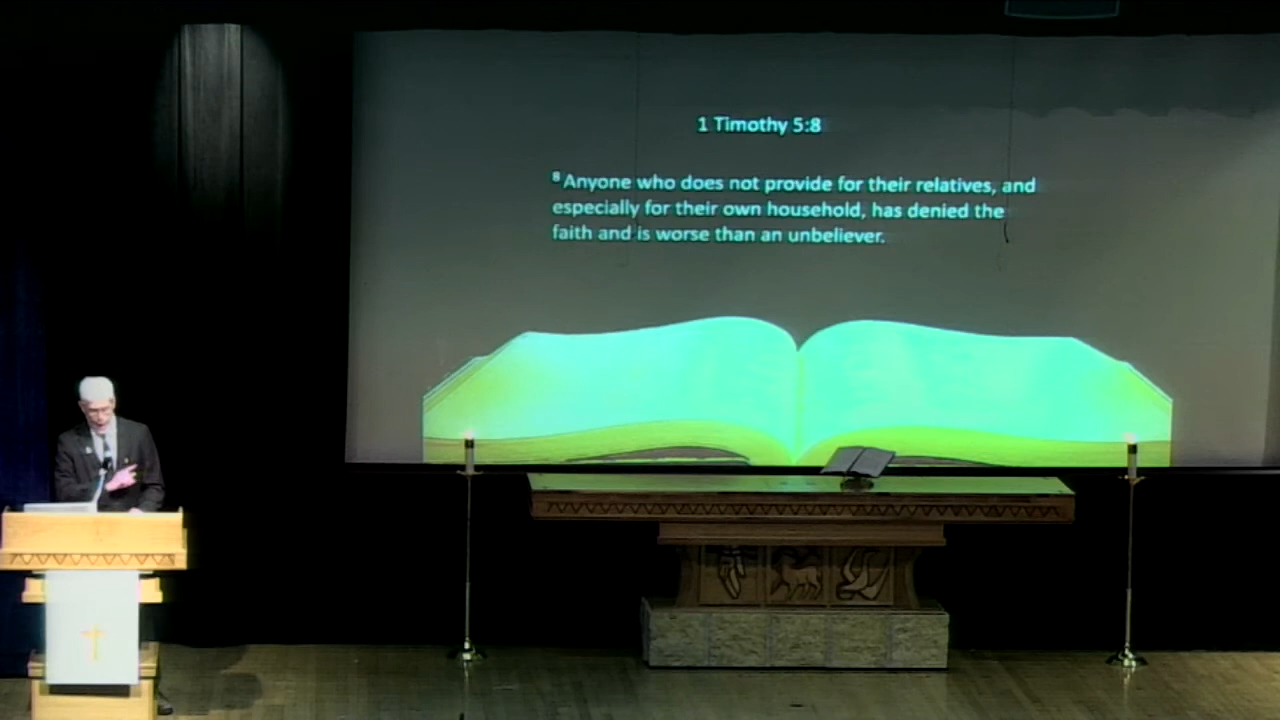 1 Timothy 5:8
8 Anyone who does not provide for their relatives, and
especially for their own household, has denied the
faith and is worse than an unbeliever.